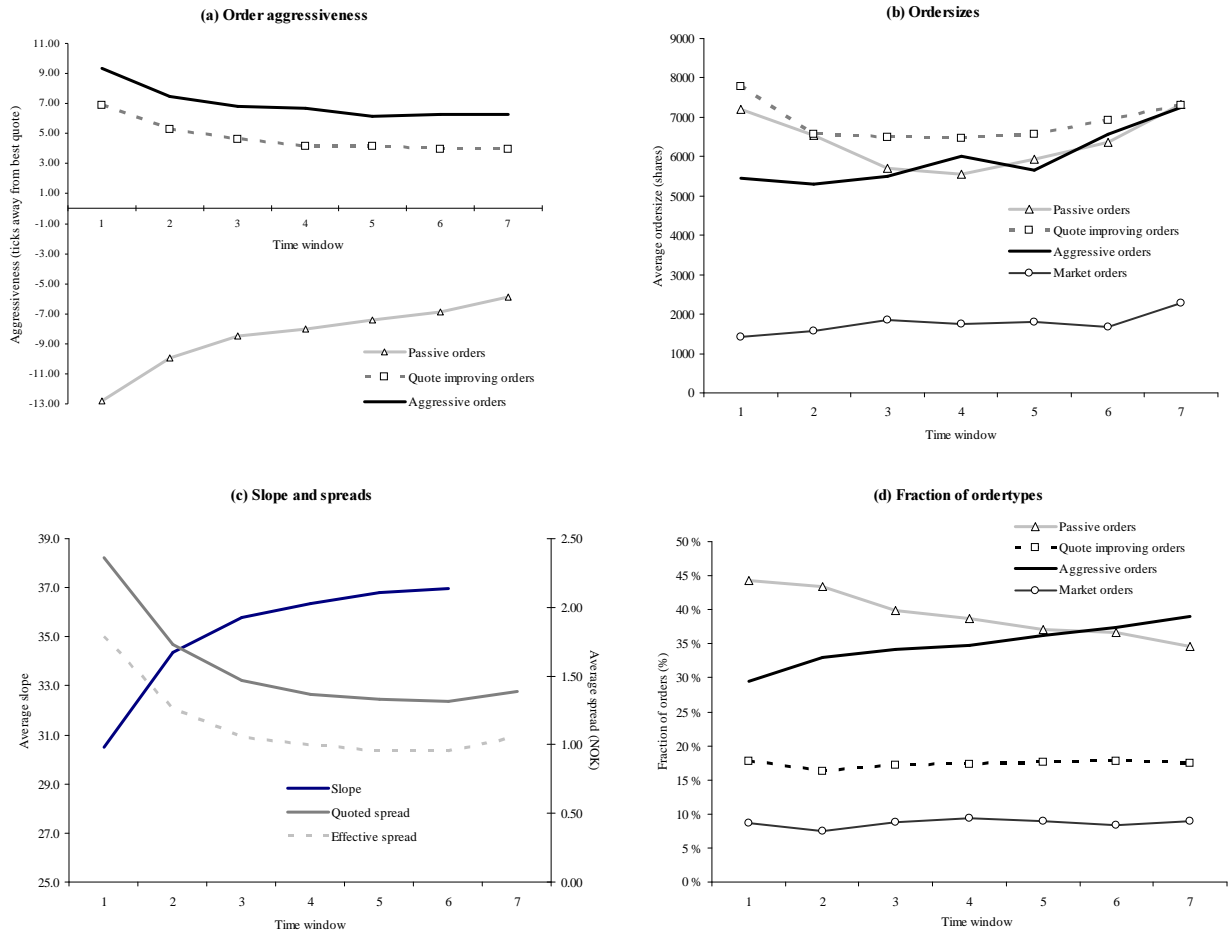 (a) Order aggressiveness
11.00
9.00
7.00
5.00
3.00
1.00
-1.00
-3.00
-5.00
-7.00
-9.00
-11.00
-13.00
Aggressiveness (ticks away from best quote)
1 2 3 4 5 6 7
Time window
Passive orders
Quote improving orders
Aggressive orders
(b) Ordersizes
9000
8000
7000
6000
5000
4000
3000
2000
1000
0
Average ordersize (shares)
Passive orders
Quote improving orders
Aggressive orders
Market orders
1 2 3 4 5 6 7
Time window
(c) Slope and spreads
39.0
37.0
35.0
33.0
31.0
29.0
27.0
25.0
Average slope
2.50
2.00
1.50
1.00
0.50
0.00
Average spread (NOK)
Slope
Quoted spread
Effective spread
1 2 3 4 5 6 7
Time window
(d) Fraction of ordertypes
Passive orders
Quote improving orders
Aggressive orders
Market orders
50 %
45 %
40 %
35 %
30 %
25 %
20 %
15 %
10 %
5 %
0 %
Fraction of orders (%)
1 2 3 4 5 6 7
Time window